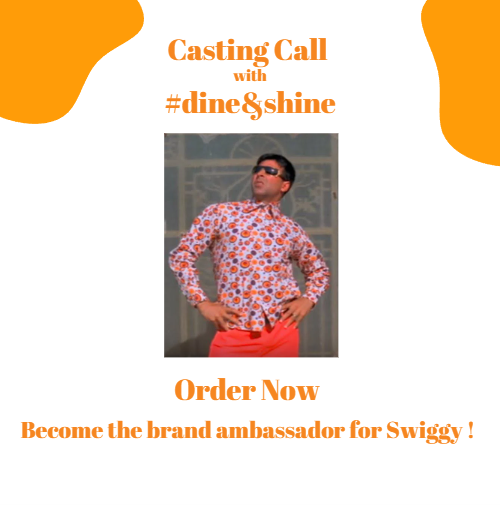 Casting Call
with
#dine&shine
Order Now
Become the brand ambassador for Swiggy !